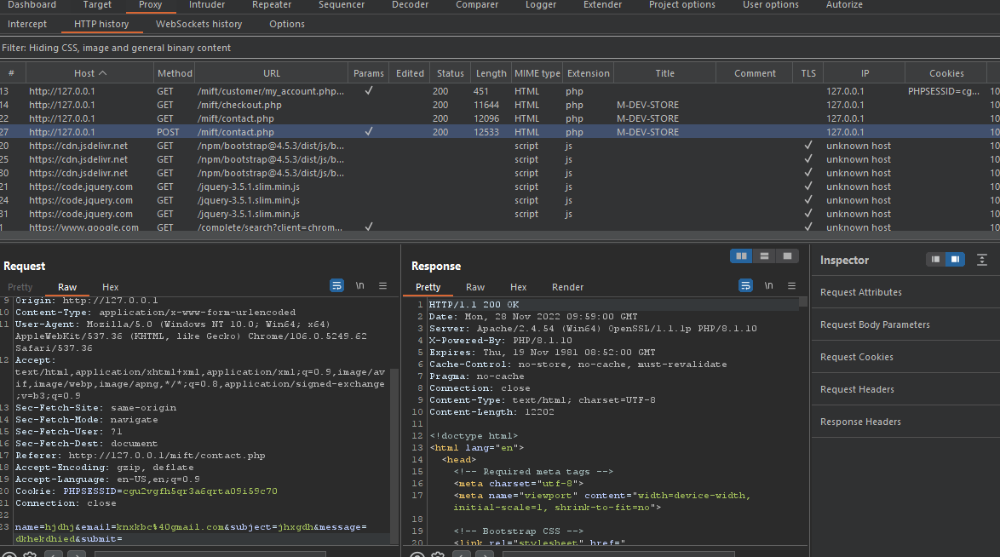 Dashboard Target Proxy Intruder Repeater Sequencer Decoder Comparer Logger Extender Project options User options Autorize
Intercept HTTP history WebSockets history Options
Filter: Hiding CSS, image and general binary content
# Host Method URL Params Edited Status Length MIME type Extension Title Comment TLS IP Cookies
13 http://127.0.0.1 GET /mift/customer/my_account.php... ✓ 200 451 HTML php 127.0.0.1 PHPSESSID=cg... 10
14 http://127.0.0.1 GET /mift/checkout.php 200 11644 HTML php M-DEV-STORE 127.0.0.1 10
22 http://127.0.0.1 GET /mift/contact.php 200 12096 HTML php M-DEV-STORE 127.0.0.1 10
27 http://127.0.0.1 POST /mift/contact.php ✓ 200 12533 HTML php M-DEV-STORE 127.0.0.1 10
20 https://cdn.jsdelivr.net GET /npm/bootstrap@4.5.3/dist/js/b... script js ✓ unknown host 10
25 https://cdn.jsdelivr.net GET /npm/bootstrap@4.5.3/dist/js/b... script js ✓ unknown host 10
30 https://cdn.jsdelivr.net GET /npm/bootstrap@4.5.3/dist/js/b... script js ✓ unknown host 10
21 https://code.jquery.com GET /jquery-3.5.1.slim.min.js script js ✓ unknown host 10
24 https://code.jquery.com GET /jquery-3.5.1.slim.min.js script js ✓ unknown host 10
31 https://code.jquery.com GET /jquery-3.5.1.slim.min.js script js ✓ unknown host 10
1 https://www.google.com GET /complete/search?client=chrom... ✓ ✓ unknown host 10
Request
Pretty Raw Hex \n
9 Origin: http://127.0.0.1
10 Content-Type: application/x-www-form-urlencoded
11 User-Agent: Mozilla/5.0 (Windows NT 10.0; Win64; x64)
AppleWebKit/537.36 (KHTML, like Gecko) Chrome/106.0.5249.62
Safari/537.36
12 Accept:
text/html,application/xhtml+xml,application/xml;q=0.9,image/av
if,image/webp,image/apng,*/*;q=0.8,application/signed-exchange
;v=b3;q=0.9
13 Sec-Fetch-Site: same-origin
14 Sec-Fetch-Mode: navigate
15 Sec-Fetch-User: ?1
16 Sec-Fetch-Dest: document
17 Referer: http://127.0.0.1/mift/contact.php
18 Accept-Encoding: gzip, deflate
19 Accept-Language: en-US,en;q=0.9
20 Cookie: PHPSESSID=cgu2vgfh5qr3a6qrta09i59c70
21 Connection: close
22
23 name=hjdhj&email=knxkbc%40gmail.com&subject=jhxgdh&message=
dkhekdhied&submit=
Response
Pretty Raw Hex Render \n
1 HTTP/1.1 200 OK
2 Date: Mon, 28 Nov 2022 09:59:00 GMT
3 Server: Apache/2.4.54 (Win64) OpenSSL/1.1.1p PHP/8.1.10
4 X-Powered-By: PHP/8.1.10
5 Expires: Thu, 19 Nov 1981 08:52:00 GMT
6 Cache-Control: no-store, no-cache, must-revalidate
7 Pragma: no-cache
8 Connection: close
9 Content-Type: text/html; charset=UTF-8
10 Content-Length: 12202
11
12 <!doctype html>
13 <html lang="en">
14 <head>
15 <!-- Required meta tags -->
16 <meta charset="utf-8">
17 <meta name="viewport" content="width=device-width,
initial-scale=1, shrink-to-fit=no">
18
19 <!-- Bootstrap CSS -->
20 <link rel="stylesheet" href="
Inspector
Request Attributes
Request Body Parameters
Request Cookies
Request Headers
Response Headers